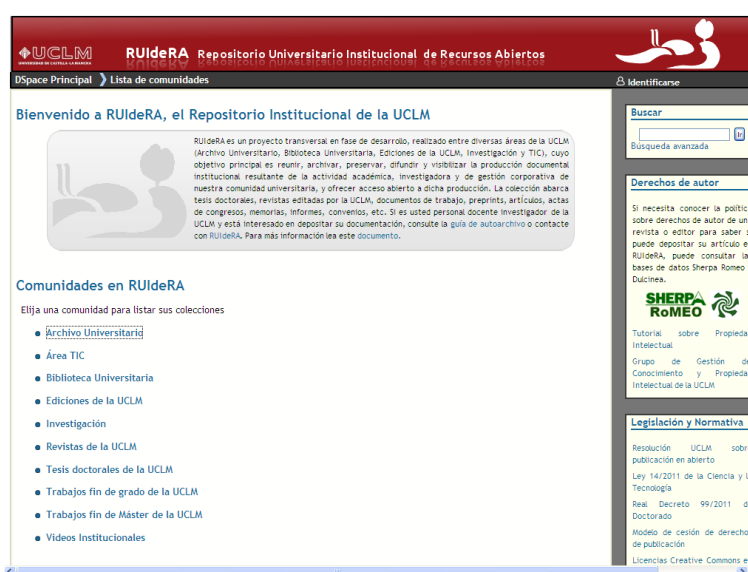 UCLM
UNIVERSIDAD DE CASTILLA-LA MANCHA
RUIdeRA Repositorio Universitario Institucional de Recursos Abiertos
DSpace Principal ❯ Lista de comunidades
Identificarse
Bienvenido a RUIdeRA, el Repositorio Institucional de la UCLM
RUIdeRA es un proyecto transversal en fase de desarrollo, realizado entre diversas áreas de la UCLM
(Archivo Universitario, Biblioteca Universitaria, Ediciones de la UCLM, Investigación y TIC), cuyo
objetivo principal es reunir, archivar, preservar, difundir y visibilizar la producción documental
institucional resultante de la actividad académica, investigadora y de gestión corporativa de
nuestra comunidad universitaria, y ofrecer acceso abierto a dicha producción. La colección abarca
tesis doctorales, revistas editadas por la UCLM, documentos de trabajo, preprints, artículos, actas
de congresos, memorias, informes, convenios, etc. Si es usted personal docente investigador de la
UCLM y está interesado en depositar su documentación, consulte la guía de autoarchivo o contacte
con RUIdeRA. Para más información lea este documento.
Comunidades en RUIdeRA
Elija una comunidad para listar sus colecciones
Archivo Universitario
Área TIC
Biblioteca Universitaria
Ediciones de la UCLM
Investigación
Revistas de la UCLM
Tesis doctorales de la UCLM
Trabajos fin de grado de la UCLM
Trabajos fin de Máster de la UCLM
Videos Institucionales
Buscar
Ir
Búsqueda avanzada
Derechos de autor
Si necesita conocer la polític
sobre derechos de autor de un
revista o editor para saber s
puede depositar su artículo e
RUIdeRA, puede consultar la
bases de datos Sherpa Romeo
Dulcinea.
SHERPA
RoMEO
Tutorial sobre Propieda
Intelectual
Grupo de Gestión de
Conocimiento y Propieda
Intelectual de la UCLM
Legislación y Normativa
Resolución UCLM sobr
publicación en abierto
Ley 14/2011 de la Ciencia y l
Tecnología
Real Decreto 99/2011 d
Doctorado
Modelo de cesión de derecho
de publicación
Licencias Creative Commons e